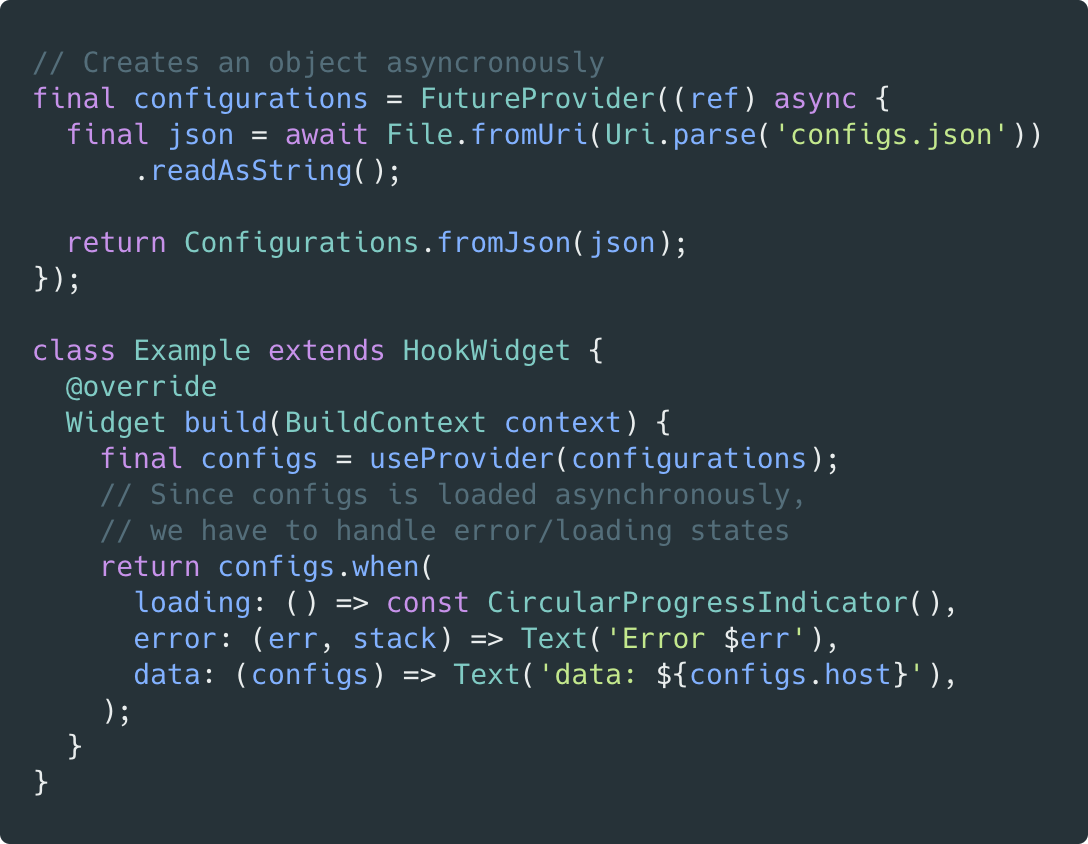 // Creates an object asyncronously
final configurations = FutureProvider((ref) async {
  final json = await File.fromUri(Uri.parse('configs.json'))
      .readAsString();

  return Configurations.fromJson(json);
});

class Example extends HookWidget {
  @override
  Widget build(BuildContext context) {
    final configs = useProvider(configurations);
    // Since configs is loaded asynchronously,
    // we have to handle error/loading states
    return configs.when(
      loading: () => const CircularProgressIndicator(),
      error: (err, stack) => Text('Error $err'),
      data: (configs) => Text('data: ${configs.host}'),
    );
  }
}